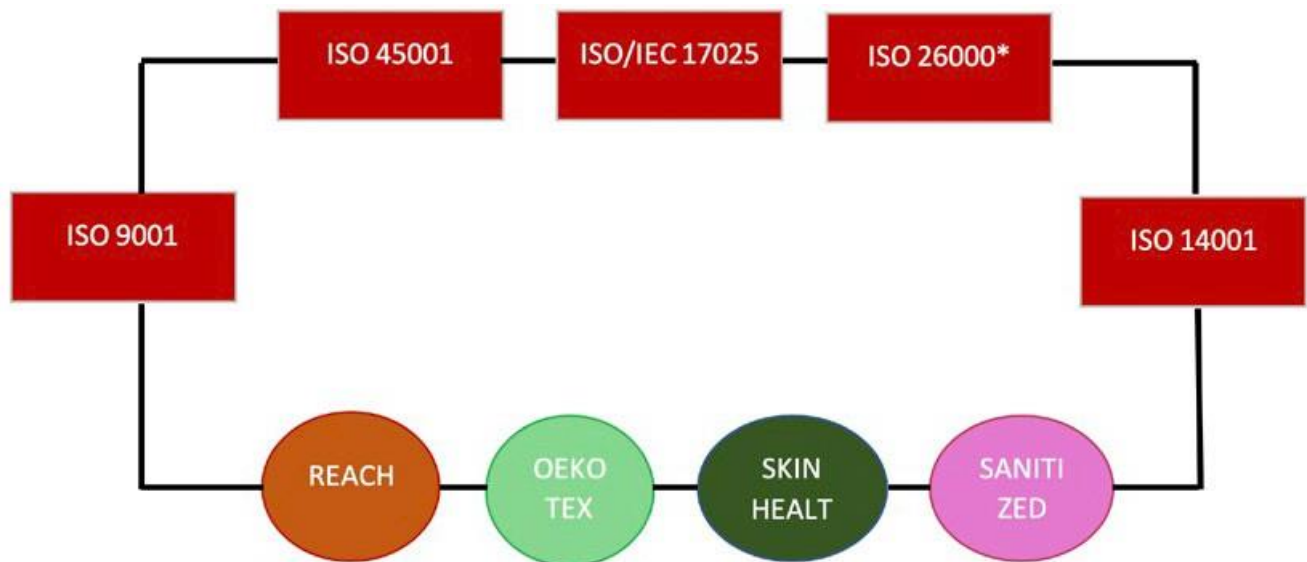 ISO 45001
ISO/IEC 17025
ISO 26000*
ISO 9001
ISO 14001
REACH
OEKO
TEX
SKIN
HEALT
SANITI
ZED